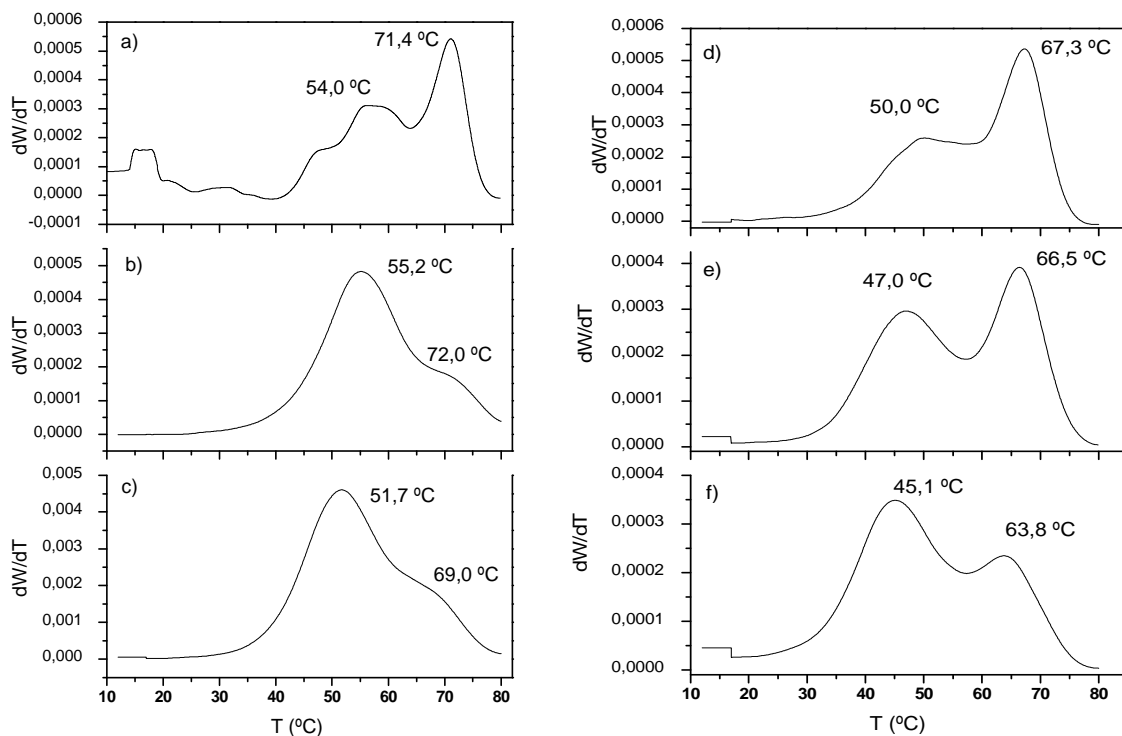 a)
71,4 ºC
54,0 ºC
0,0006
0,0005
0,0004
0,0003
0,0002
0,0001
0,0000
-0,0001
dW/dT
b)
55,2 ºC
72,0 ºC
0,0005
0,0004
0,0003
0,0002
0,0001
0,0000
dW/dT
c)
51,7 ºC
69,0 ºC
0,005
0,004
0,003
0,002
0,001
0,000
dW/dT
10 20 30 40 50 60 70 80
T (ºC)
d)
67,3 ºC
50,0 ºC
0,0006
0,0005
0,0004
0,0003
0,0002
0,0001
0,0000
dW/dT
e)
66,5 ºC
47,0 ºC
0,0004
0,0003
0,0002
0,0001
0,0000
dW/dT
f)
45,1 ºC
63,8 ºC
0,0004
0,0003
0,0002
0,0001
0,0000
dW/dT
10 20 30 40 50 60 70 80
T (ºC)